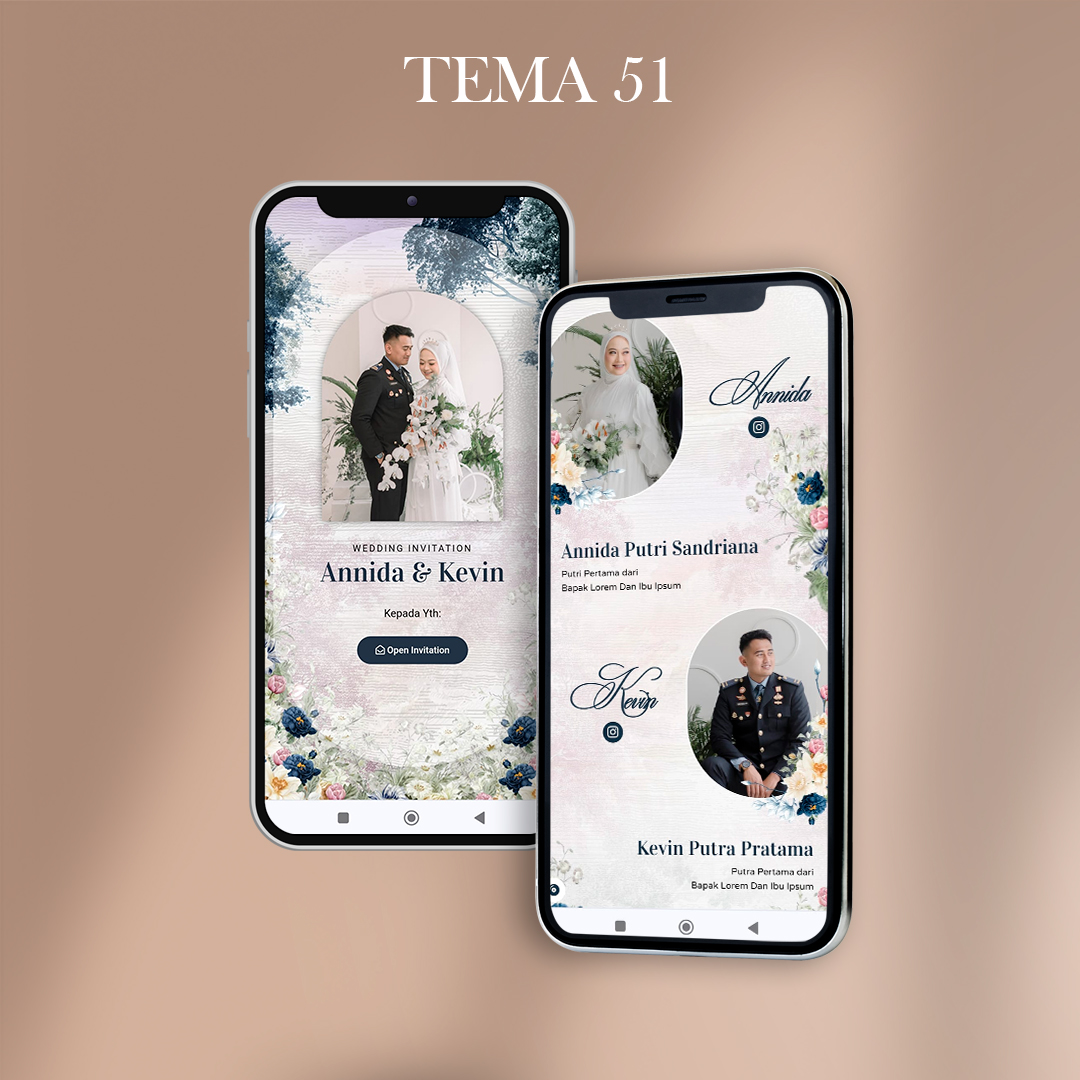 TEMA 51
WEDDING INVITATION
Annida & Kevin
Kepada Yth:
Open Invitation
Annida
Annida Putri Sandriana
Putri Pertama dari
Bapak Lorem Dan Ibu Ipsum
Kevin
Kevin Putra Pratama
Putra Pertama dari
Bapak Lorem Dan Ibu Ipsum